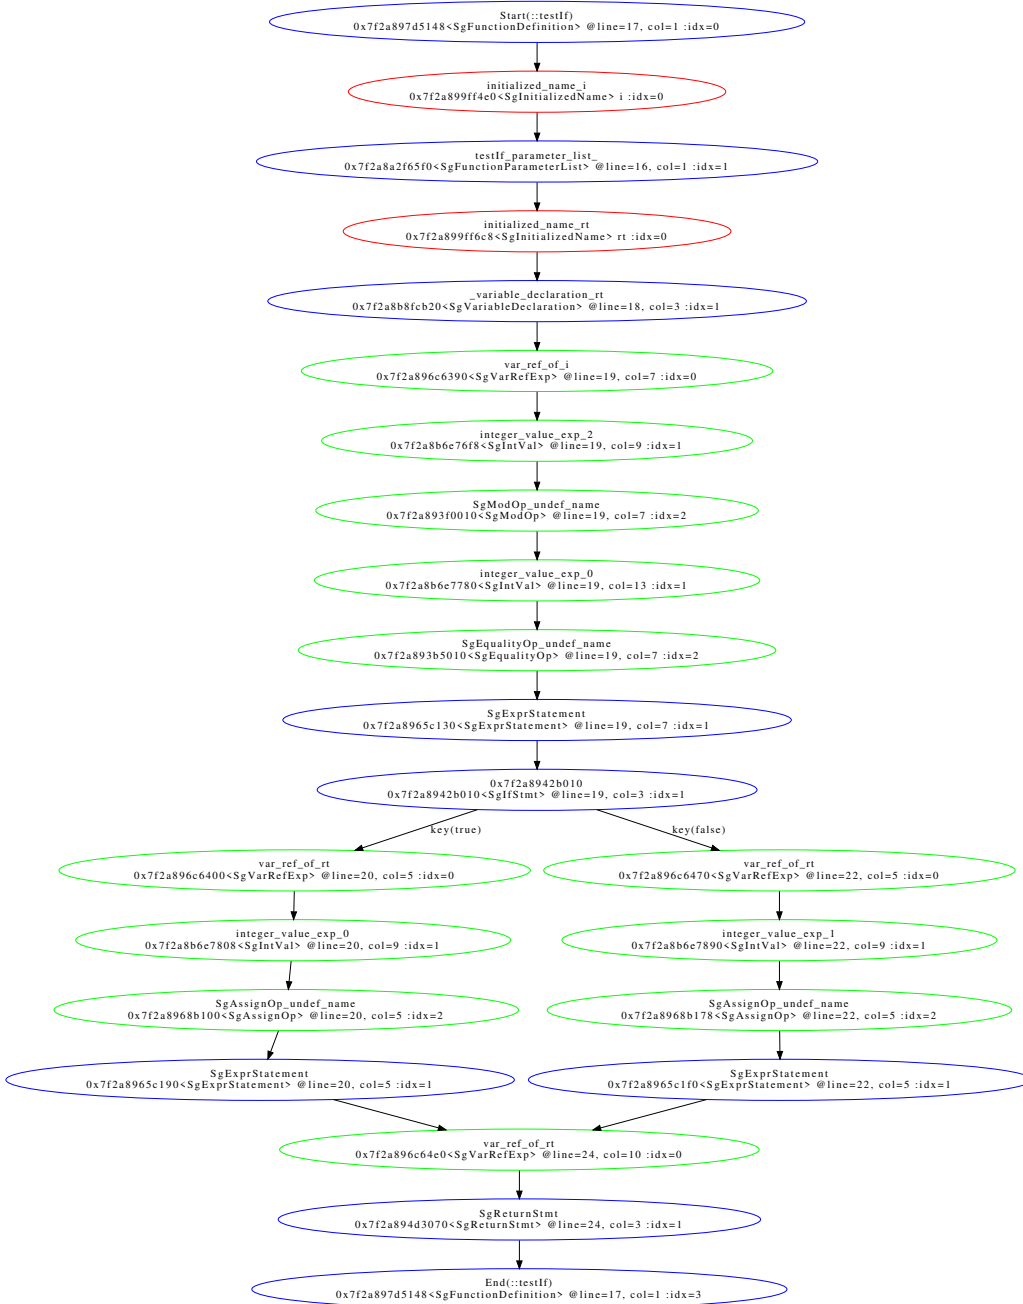 Start(::testIf)
0x7f2a897d5148<SgFunctionDefinition> @line=17, col=1 :idx=0
initialized_name_i
0x7f2a899ff4e0<SgInitializedName> i :idx=0
testIf_parameter_list_
0x7f2a8a2f65f0<SgFunctionParameterList> @line=16, col=1 :idx=1
initialized_name_rt
0x7f2a899ff6c8<SgInitializedName> rt :idx=0
_variable_declaration_rt
0x7f2a8b8fcb20<SgVariableDeclaration> @line=18, col=3 :idx=1
var_ref_of_i
0x7f2a896c6390<SgVarRefExp> @line=19, col=7 :idx=0
integer_value_exp_2
0x7f2a8b6e76f8<SgIntVal> @line=19, col=9 :idx=1
SgModOp_undef_name
0x7f2a893f0010<SgModOp> @line=19, col=7 :idx=2
integer_value_exp_0
0x7f2a8b6e7780<SgIntVal> @line=19, col=13 :idx=1
SgEqualityOp_undef_name
0x7f2a893b5010<SgEqualityOp> @line=19, col=7 :idx=2
SgExprStatement
0x7f2a8965c130<SgExprStatement> @line=19, col=7 :idx=1
0x7f2a8942b010
0x7f2a8942b010<SgIfStmt> @line=19, col=3 :idx=1
key(true)
key(false)
var_ref_of_rt
0x7f2a896c6400<SgVarRefExp> @line=20, col=5 :idx=0
var_ref_of_rt
0x7f2a896c6470<SgVarRefExp> @line=22, col=5 :idx=0
integer_value_exp_0
0x7f2a8b6e7808<SgIntVal> @line=20, col=9 :idx=1
integer_value_exp_1
0x7f2a8b6e7890<SgIntVal> @line=22, col=9 :idx=1
SgAssignOp_undef_name
0x7f2a8968b100<SgAssignOp> @line=20, col=5 :idx=2
SgAssignOp_undef_name
0x7f2a8968b178<SgAssignOp> @line=22, col=5 :idx=2
SgExprStatement
0x7f2a8965c190<SgExprStatement> @line=20, col=5 :idx=1
SgExprStatement
0x7f2a8965c1f0<SgExprStatement> @line=22, col=5 :idx=1
var_ref_of_rt
0x7f2a896c64e0<SgVarRefExp> @line=24, col=10 :idx=0
SgReturnStmt
0x7f2a894d3070<SgReturnStmt> @line=24, col=3 :idx=1
End(::testIf)
0x7f2a897d5148<SgFunctionDefinition> @line=17, col=1 :idx=3